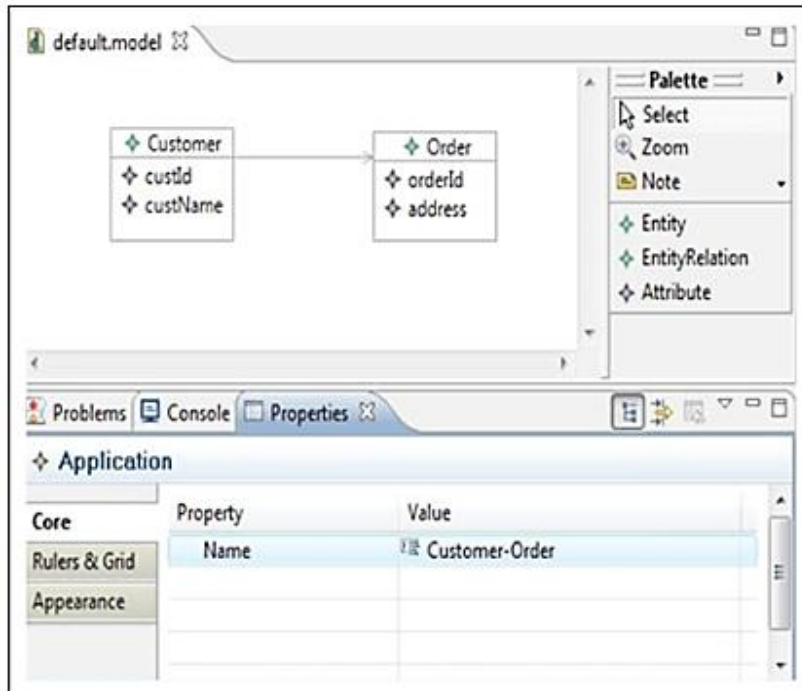 default.model
Palette
Select
Zoom
Note
Entity
EntityRelation
Attribute
Customer
custId
custName
Order
orderId
address
Problems Console Properties
Application
Core
Rulers & Grid
Appearance
Property Value
Name Customer-Order